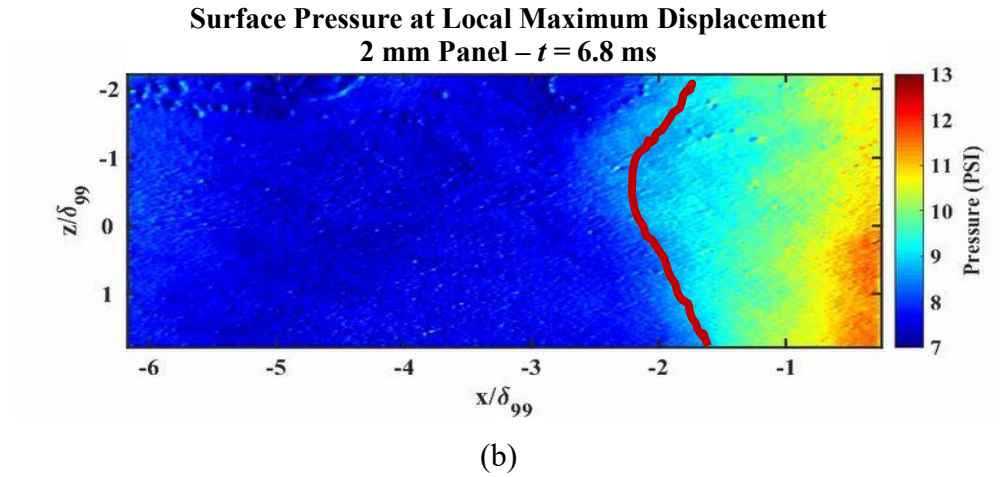 Surface Pressure at Local Maximum Displacement
2 mm Panel – t = 6.8 ms
-2
-1
0
1
z/δ99
-6
-5
-4
-3
-2
-1
x/δ99
13
12
11
10
9
8
7
Pressure (PSI)
(b)